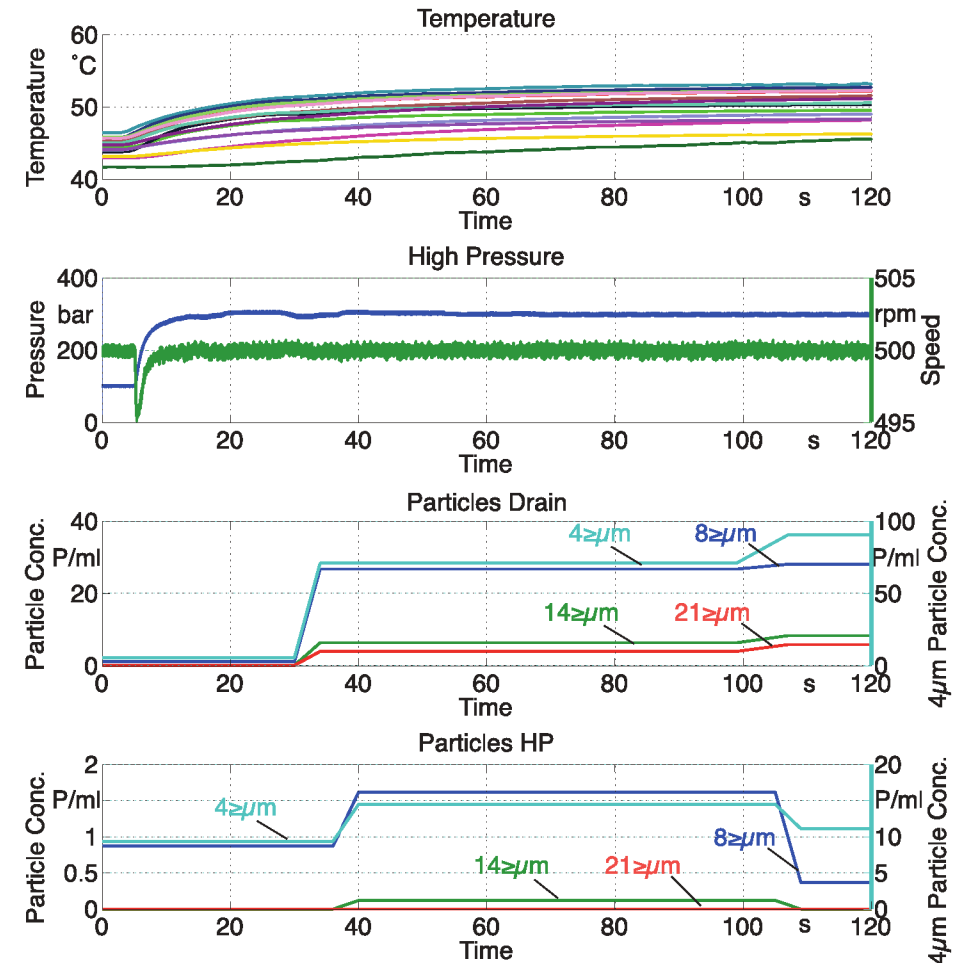 Temperature
60
°C
50
40
Temperature
0 20 40 60 80 100 s 120
Time
High Pressure
400
bar
200
0
Pressure
505
rpm
500
495
Speed
0 20 40 60 80 100 s 120
Time
Particles Drain
40
P/ml
20
0
Particle Conc.
4≥µm
8≥µm
14≥µm
21≥µm
100
P/ml
50
0
4µm Particle Conc.
0 20 40 60 80 100 s 120
Time
Particles HP
2
P/ml
1
0.5
0
Particle Conc.
4≥µm
8≥µm
14≥µm
21≥µm
20
P/ml
10
5
0
4µm Particle Conc.
0 20 40 60 80 100 s 120
Time